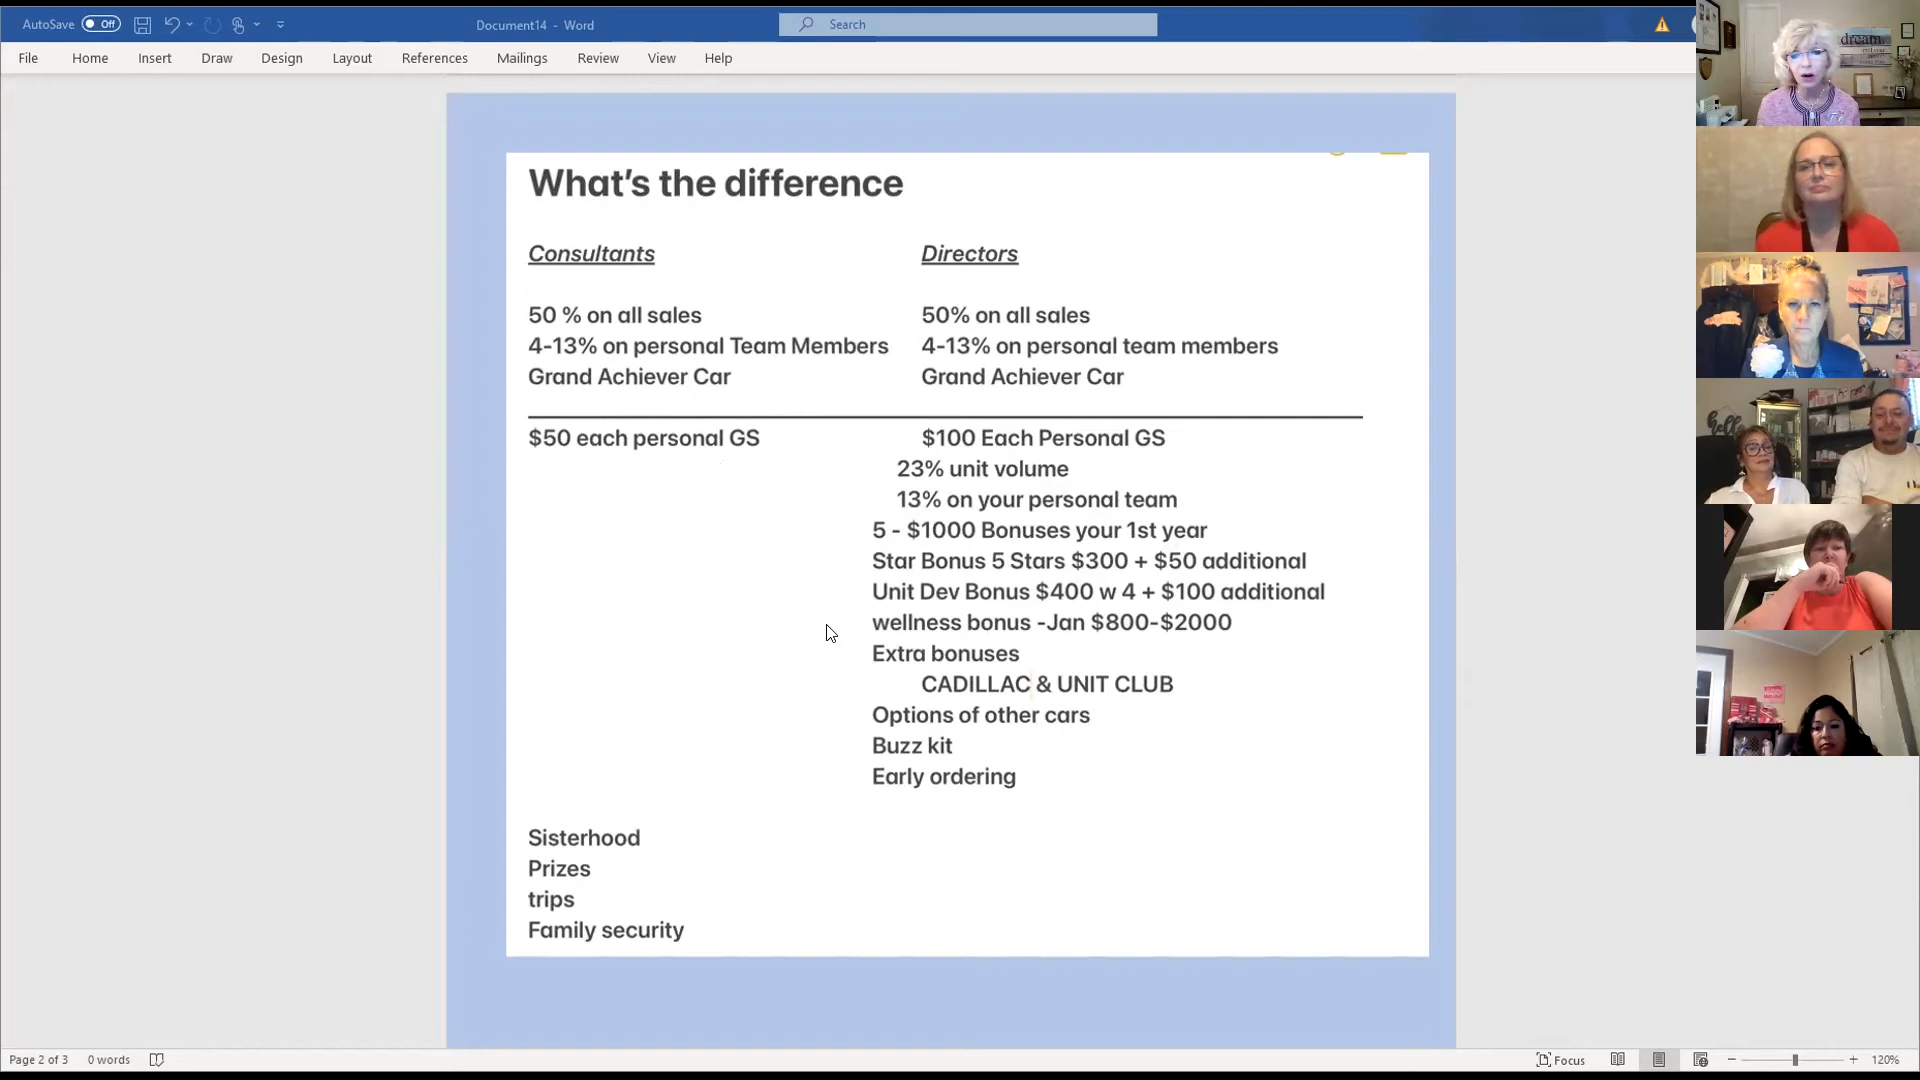 AutoSave Off Document14 - Word Search
File Home Insert Draw Design Layout References Mailings Review View Help
dream.
What's the difference
Consultants Directors
50 % on all sales 50% on all sales
4-13% on personal Team Members 4-13% on personal team members
Grand Achiever Car Grand Achiever Car
$50 each personal GS $100 Each Personal GS
23% unit volume
13% on your personal team
5 - $1000 Bonuses your 1st year
Star Bonus 5 Stars $300 + $50 additional
Unit Dev Bonus $400 w 4 + $100 additional
wellness bonus -Jan $800-$2000
Extra bonuses
CADILLAC & UNIT CLUB
Options of other cars
Buzz kit
Early ordering
Sisterhood
Prizes
trips
Family security
hello
Page 2 of 3 0 words Focus 120%